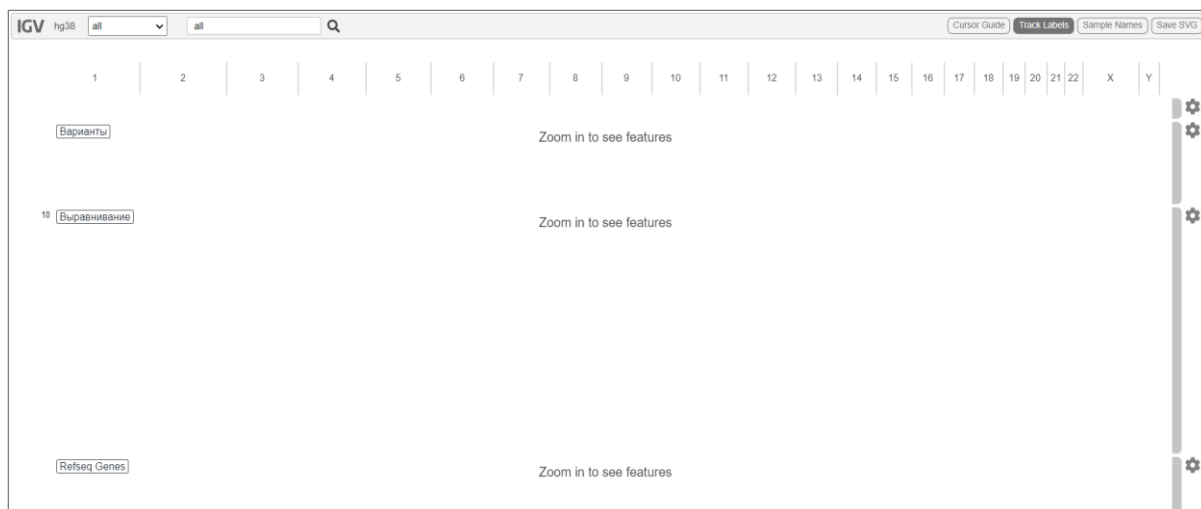 IGV hg38 all all Cursor Guide Track Labels Sample Names Save SVG
1 2 3 4 5 6 7 8 9 10 11 12 13 14 15 16 17 18 19 20 21 22 X Y
Варианты Zoom in to see features
10 Выравнивание Zoom in to see features
Refseq Genes Zoom in to see features